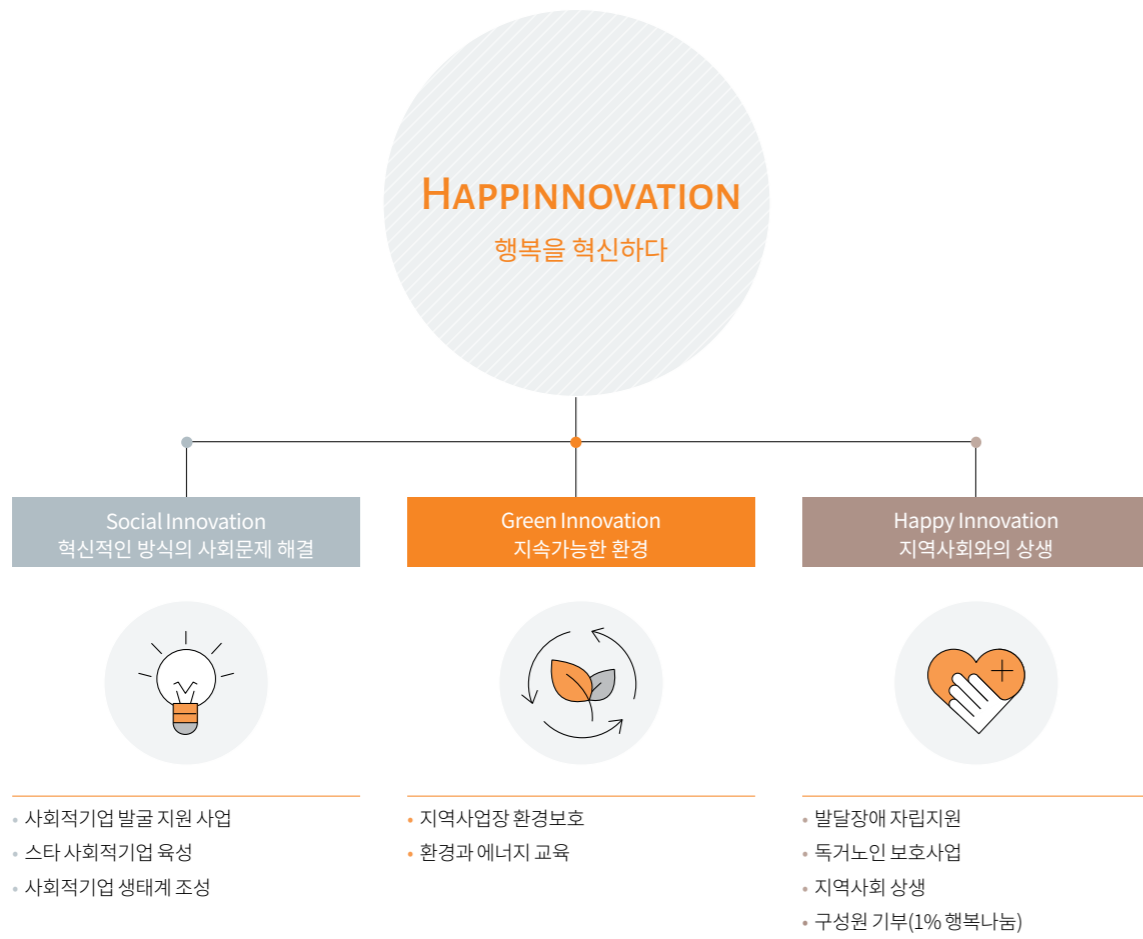 HAPPINNOVATION
행복을 혁신하다
Social Innovation
혁신적인 방식의 사회문제 해결
Green Innovation
지속가능한 환경
Happy Innovation
지역사회와의 상생
• 사회적기업 발굴 지원 사업
• 스타 사회적기업 육성
• 사회적기업 생태계 조성
• 지역사업장 환경보호
• 환경과 에너지 교육
• 발달장애 자립지원
• 독거노인 보호사업
• 지역사회 상생
• 구성원 기부(1% 행복나눔)